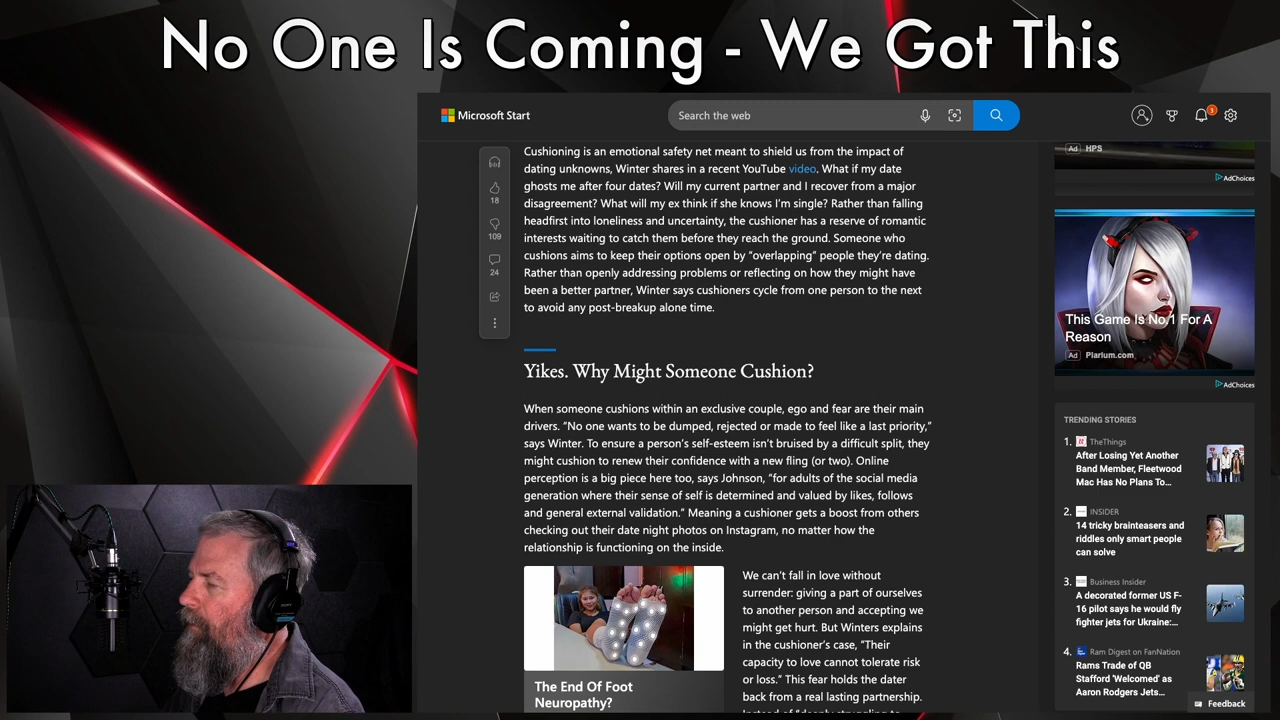 No One Is Coming - We Got This
Microsoft Start
Search the web
3
18
109
24
Cushioning is an emotional safety net meant to shield us from the impact of
dating unknowns, Winter shares in a recent YouTube video. What if my date
ghosts me after four dates? Will my current partner and I recover from a major
disagreement? What will my ex think if she knows I'm single? Rather than falling
headfirst into loneliness and uncertainty, the cushioner has a reserve of romantic
interests waiting to catch them before they reach the ground. Someone who
cushions aims to keep their options open by “overlapping” people they're dating.
Rather than openly addressing problems or reflecting on how they might have
been a better partner, Winter says cushioners cycle from one person to the next
to avoid any post-breakup alone time.
Yikes. Why Might Someone Cushion?
When someone cushions within an exclusive couple, ego and fear are their main
drivers. “No one wants to be dumped, rejected or made to feel like a last priority,”
says Winter. To ensure a person's self-esteem isn't bruised by a difficult split, they
might cushion to renew their confidence with a new fling (or two). Online
perception is a big piece here too, says Johnson, “for adults of the social media
generation where their sense of self is determined and valued by likes, follows
and general external validation.” Meaning a cushioner gets a boost from others
checking out their date night photos on Instagram, no matter how the
relationship is functioning on the inside.
The End Of Foot
Neuropathy?
We can't fall in love without
surrender: giving a part of ourselves
to another person and accepting we
might get hurt. But Winters explains
in the cushioner's case, “Their
capacity to love cannot tolerate risk
or loss.” This fear holds the dater
back from a real lasting partnership.
Instead of “deeply struggling to
Ad HPS
AdChoices
This Game Is No.1 For A
Reason
Ad Plarium.com
AdChoices
TRENDING STORIES
1. TheThings
After Losing Yet Another
Band Member, Fleetwood
Mac Has No Plans To...
2. INSIDER
14 tricky brainteasers and
riddles only smart people
can solve
3. Business Insider
A decorated former US F-
16 pilot says he would fly
fighter jets for Ukraine:...
4. Ram Digest on FanNation
Rams Trade of QB
Stafford 'Welcomed' as
Aaron Rodgers Jets...
Feedback
SONY